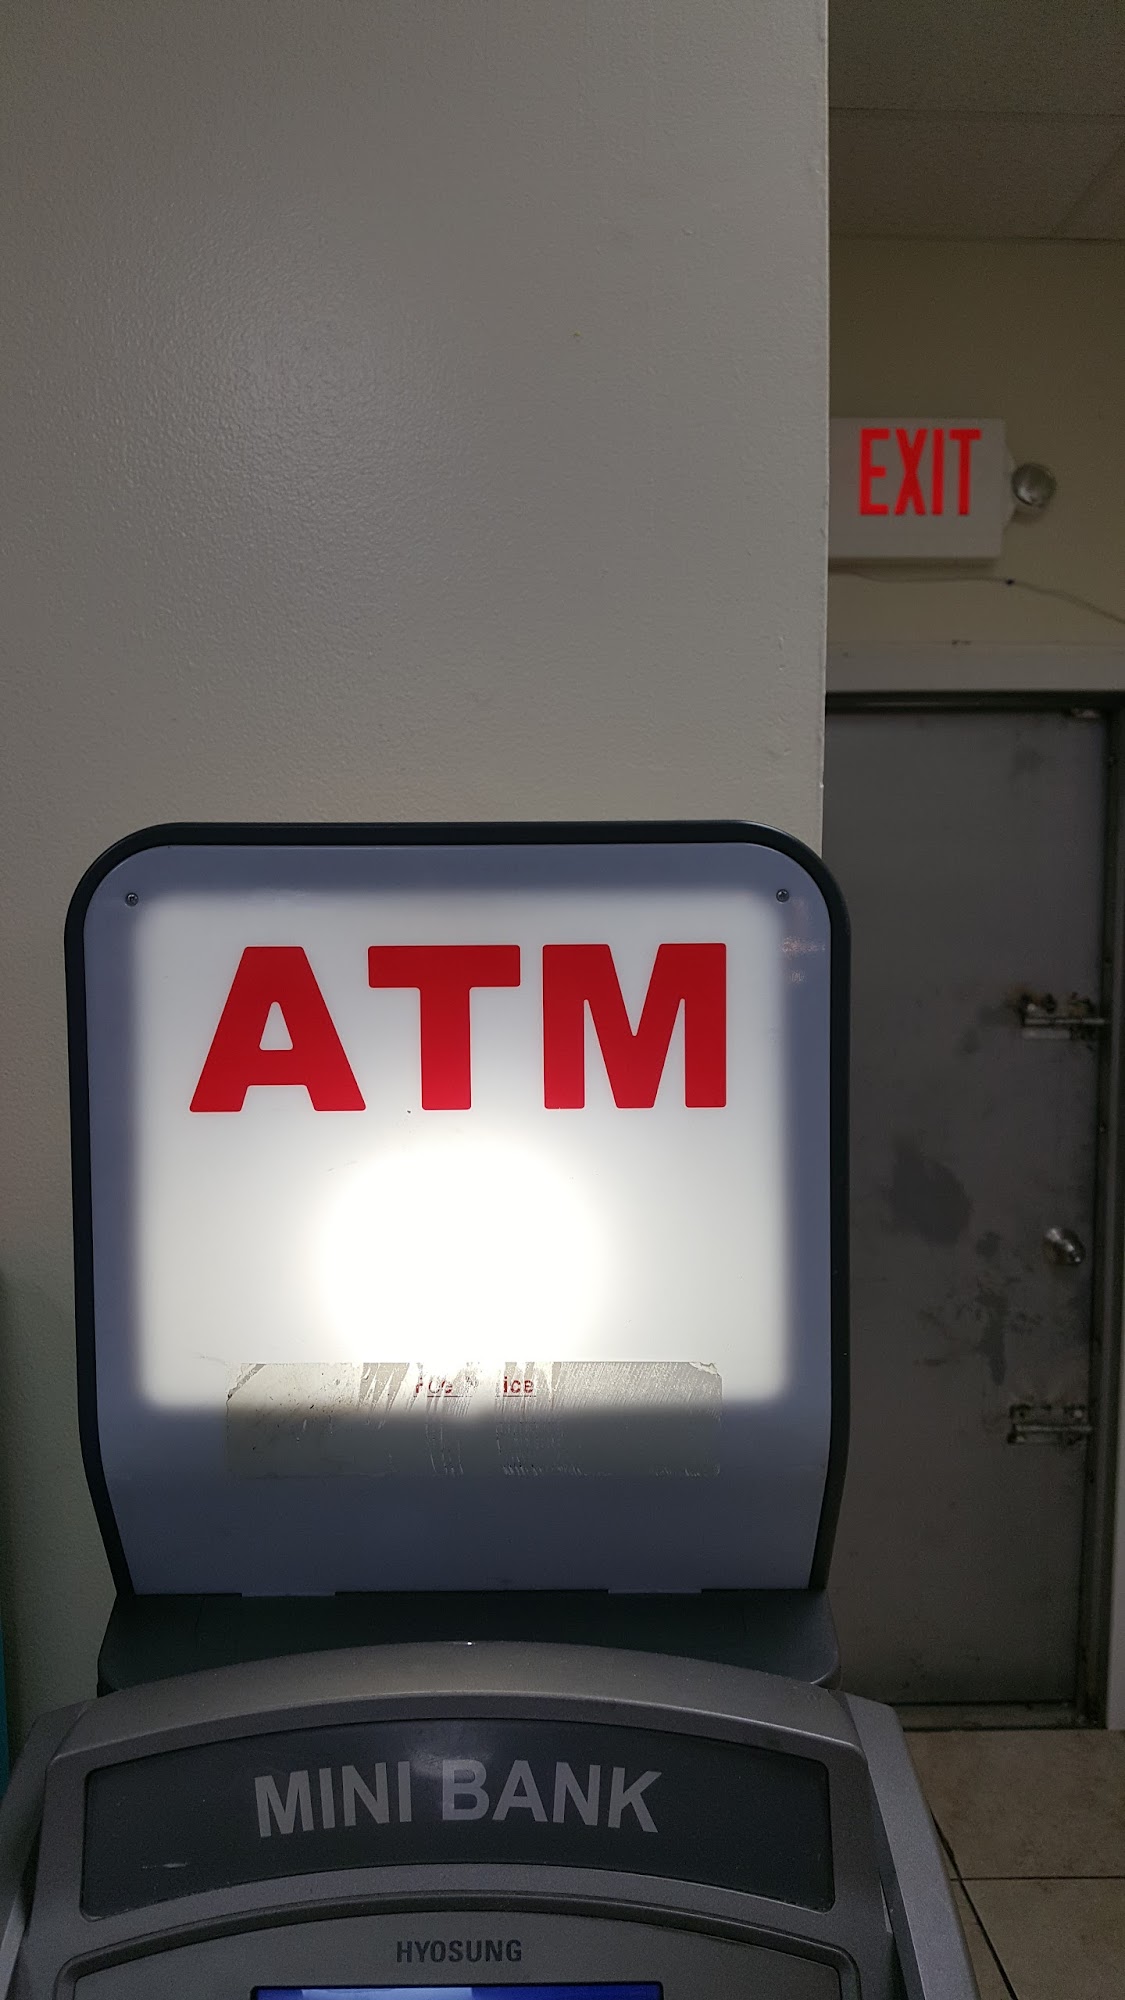 EXIT
ATM
MINI BANK
HYOSUNG